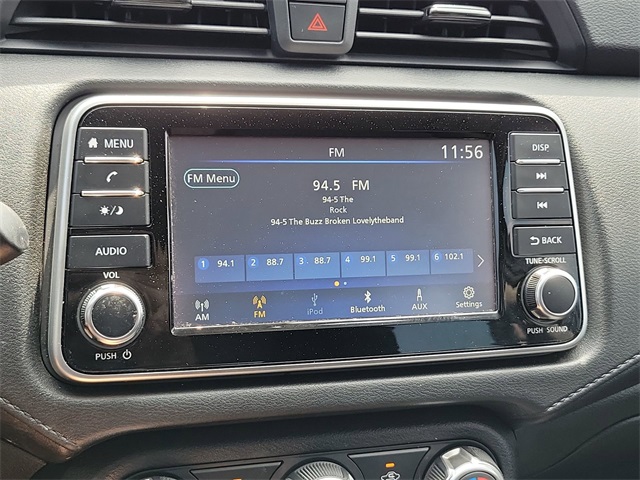 MENU
FM
11:56
DISP
FM Menu
94.5 FM
94-5 The
Rock
94-5 The Buzz Broken Lovelytheband
AUDIO
BACK
1 94.1 2 88.7 3 88.7 4 99.1 5 99.1 6 102.1
VOL
TUNE·SCROLL
AM FM iPod Bluetooth AUX Settings
PUSH
PUSH SOUND